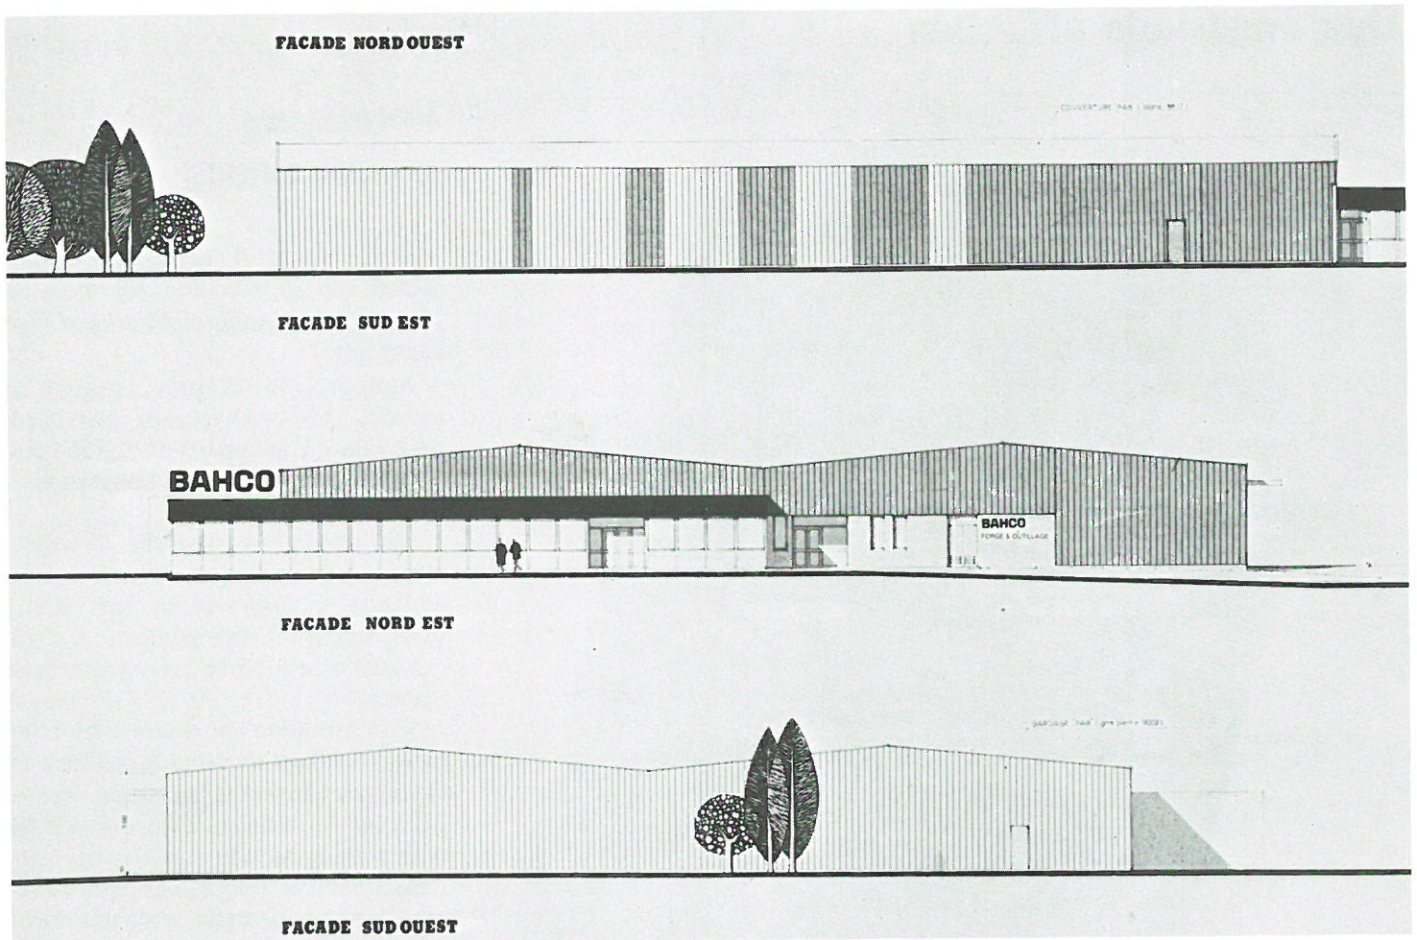 FACADE NORD OUEST
FACADE SUD EST
BAHCO
BAHCO
FORGE & OUTILLAGE
FACADE NORD EST
FACADE SUD OUEST